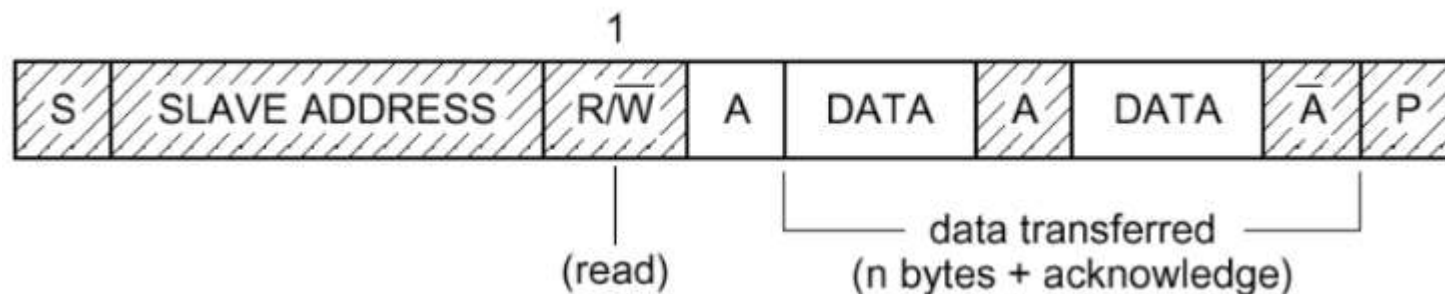 1
S SLAVE ADDRESS R/W̅ A DATA A DATA A̅ P
data transferred
(read) (n bytes + acknowledge)